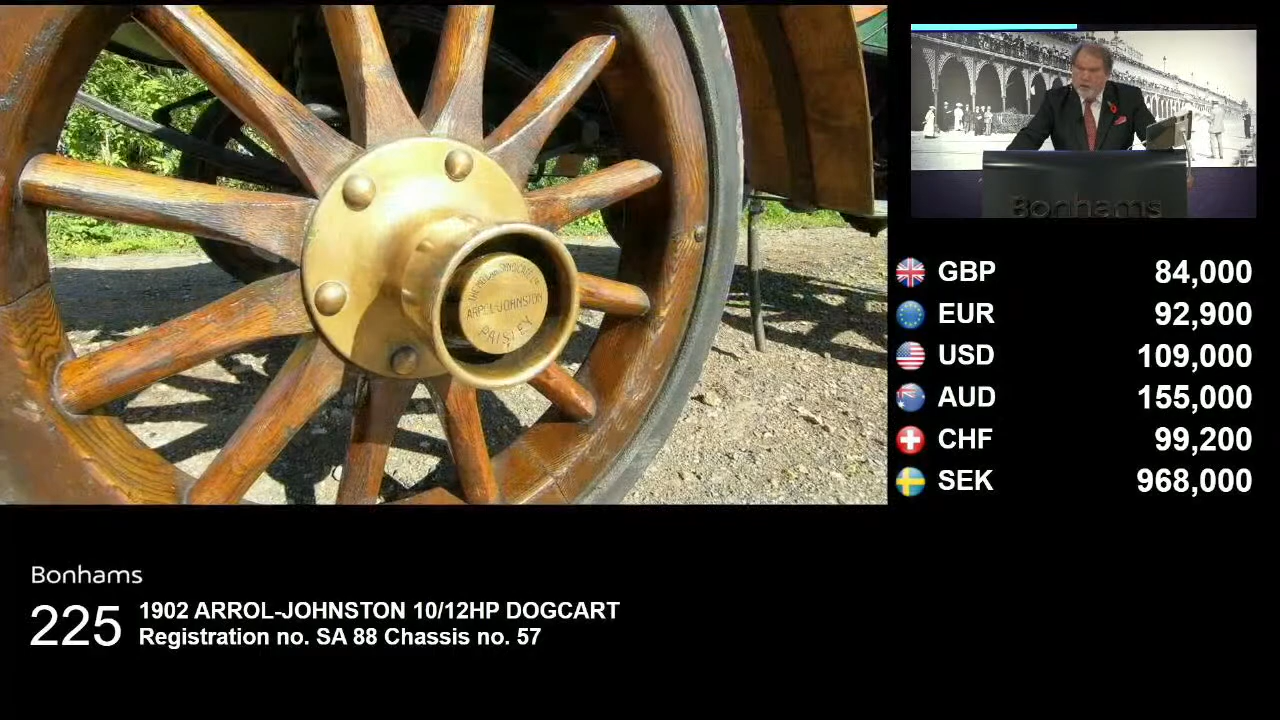 ARROL-JOHNSTON
PAISLEY
Bonhams
GBP 84,000
EUR 92,900
USD 109,000
AUD 155,000
CHF 99,200
SEK 968,000
Bonhams
225
1902 ARROL-JOHNSTON 10/12HP DOGCART
Registration no. SA 88 Chassis no. 57